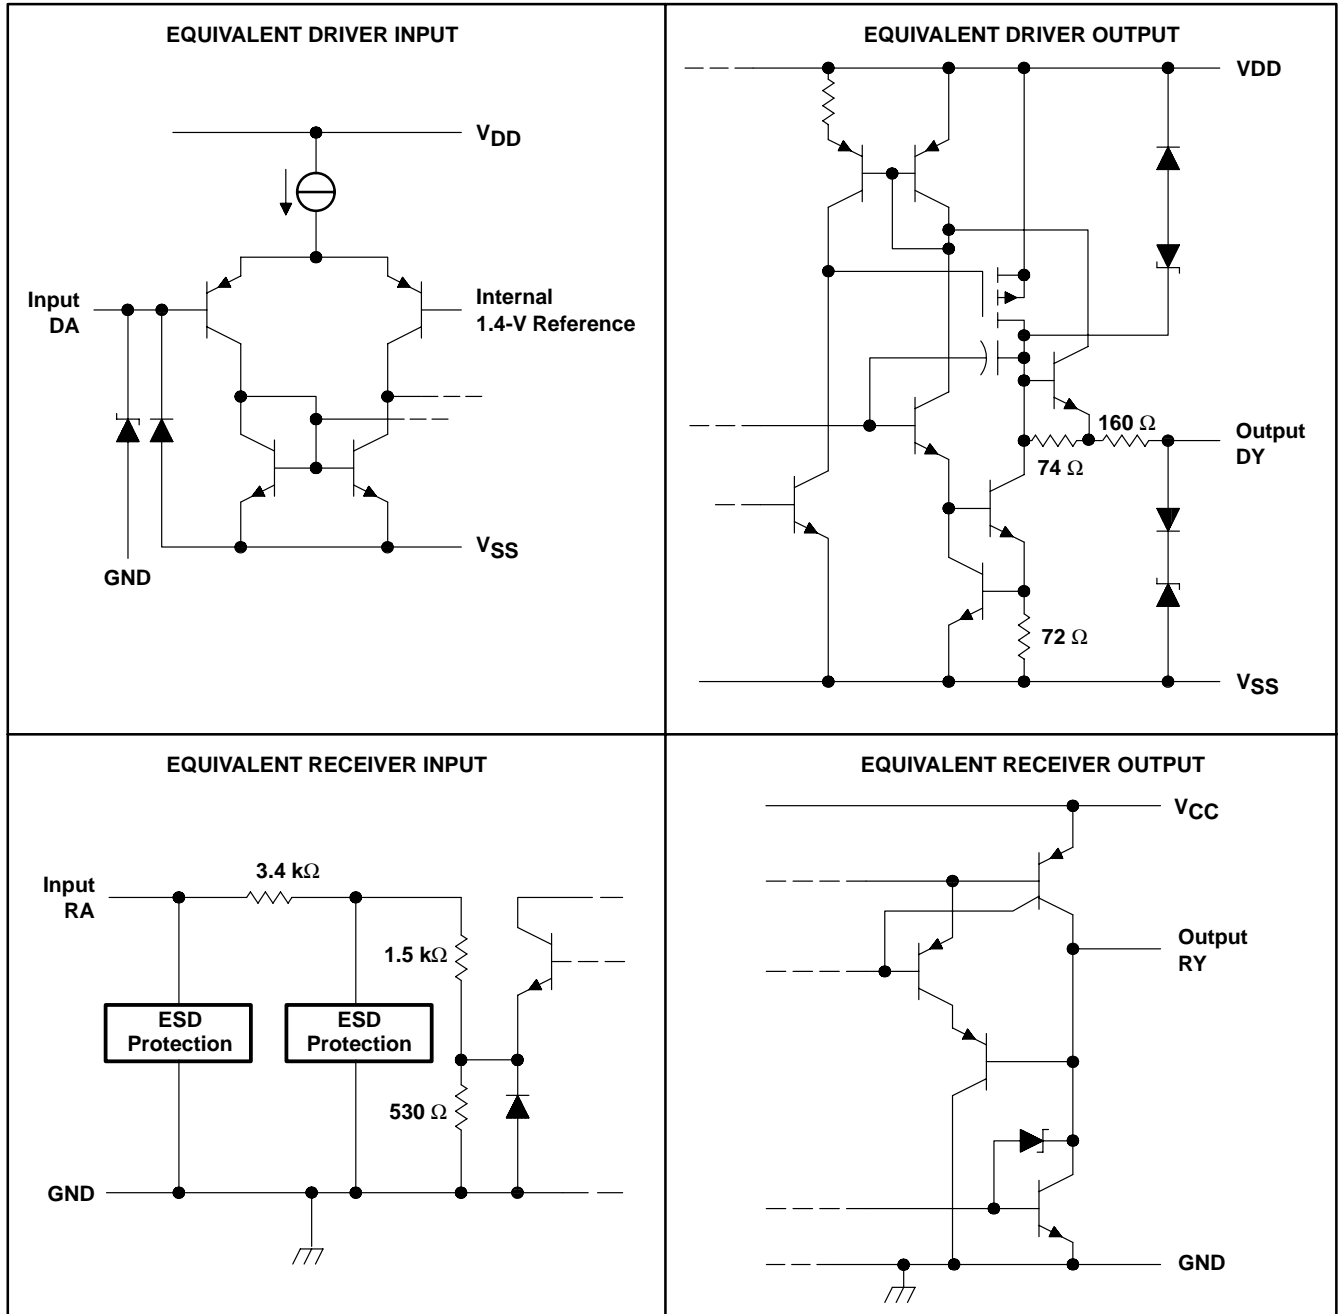 EQUIVALENT DRIVER INPUT
VDD
Input
DA
Internal
1.4-V Reference
VSS
GND
EQUIVALENT DRIVER OUTPUT
VDD
160 Ω
74 Ω
Output
DY
72 Ω
VSS
EQUIVALENT RECEIVER INPUT
3.4 kΩ
Input
RA
1.5 kΩ
ESD
Protection
ESD
Protection
530 Ω
GND
EQUIVALENT RECEIVER OUTPUT
VCC
Output
RY
GND